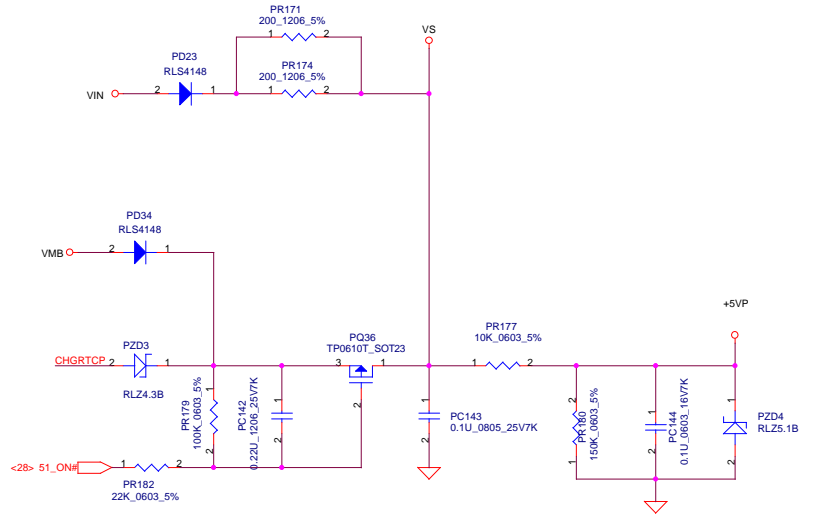 PR171
1 2
200_1206_5%
VS
PD23
RLS4148
PR174
200_1206_5%
VIN
2 1
1 2
PD34
RLS4148
VMB
2 1
+5VP
PZD3
CHGRTCP
2 1
RLZ4.3B
PQ36
TP0610T_SOT23
3 1
2
PR177
10K_0603_5%
1 2
PR179
100K_0603_5%
1
2
PC142
0.22U_1206_25V7K
1
2
PC143
0.1U_0805_25V7K
1
2
PR180
150K_0603_5%
2
1
PC144
0.1U_0603_16V7K
1
2
PZD4
RLZ5.1B
1
2
<28> 51_ON#
1 2
PR182
22K_0603_5%